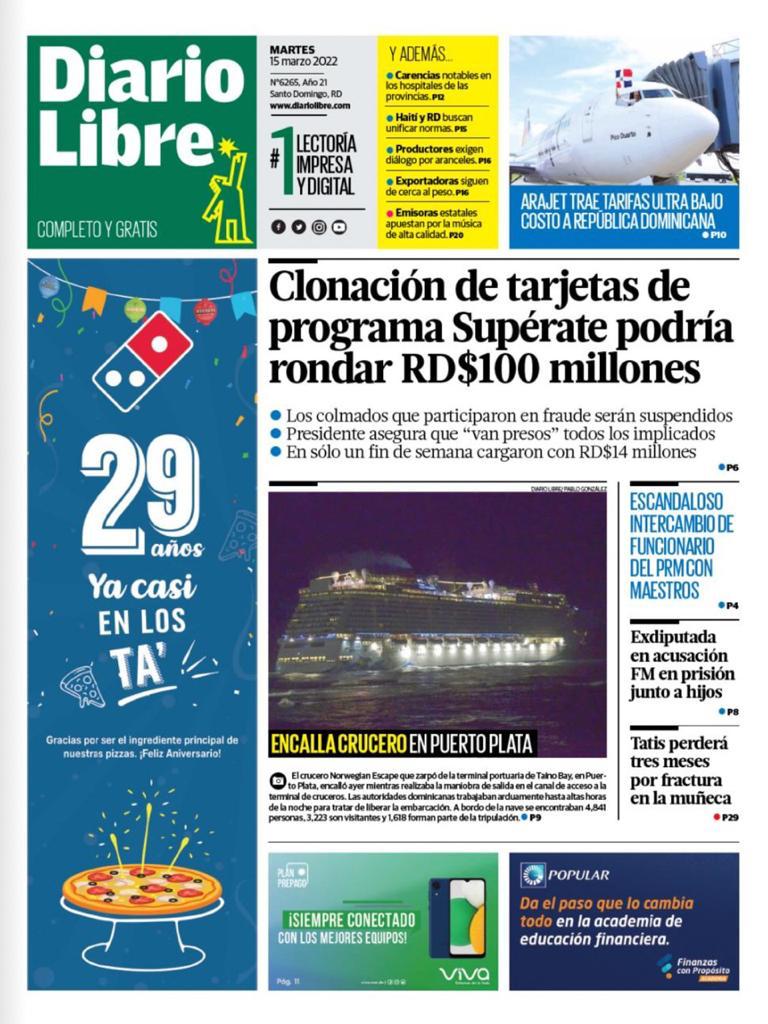 Diario
Libre
COMPLETO Y GRATIS
MARTES
15 marzo 2022
N°6265, Año 21
Santo Domingo, RD
www.diariolibre.com
#1 LECTORÍA
IMPRESA
Y DIGITAL
Y ADEMÁS...
● Carencias notables en
los hospitales de las
provincias. P12
● Haití y RD buscan
unificar normas. P15
● Productores exigen
diálogo por aranceles. P16
● Exportadoras siguen
de cerca al peso. P16
● Emisoras estatales
apuestan por la música
de alta calidad. P20
Pico Duarte
ARAJET TRAE TARIFAS ULTRA BAJO
COSTO A REPÚBLICA DOMINICANA
● P10
29
años
Ya casi
EN LOS
TA'
Gracias por ser el ingrediente principal de
nuestras pizzas. ¡Feliz Aniversario!
Clonación de tarjetas de
programa Supérate podría
rondar RD$100 millones
● Los colmados que participaron en fraude serán suspendidos
● Presidente asegura que “van presos” todos los implicados
● En sólo un fin de semana cargaron con RD$14 millones
● P6
DIARIO LIBRE/ PABLO GONZÁLEZ
ENCALLA CRUCERO EN PUERTO PLATA
El crucero Norwegian Escape que zarpó de la terminal portuaria de Taino Bay, en Puer-
to Plata, encalló ayer mientras realizaba la maniobra de salida en el canal de acceso a la
terminal de cruceros. Las autoridades dominicanas trabajaban arduamente hasta altas horas
de la noche para tratar de liberar la embarcación. A bordo de la nave se encontraban 4,841
personas, 3,223 son visitantes y 1,618 forman parte de la tripulación. ● P9
ESCANDALOSO
INTERCAMBIO DE
FUNCIONARIO
DEL PRM CON
MAESTROS
● P4
Exdiputada
en acusación
FM en prisión
junto a hijos
● P8
Tatis perderá
tres meses
por fractura
en la muñeca
● P29
PLAN
PREPAGO
¡SIEMPRE CONECTADO
CON LOS MEJORES EQUIPOS!
Pág. 11
viva
POPULAR
Da el paso que lo cambia
todo en la academia de
educación financiera.
Finanzas
con Propósito
ACADEMIA